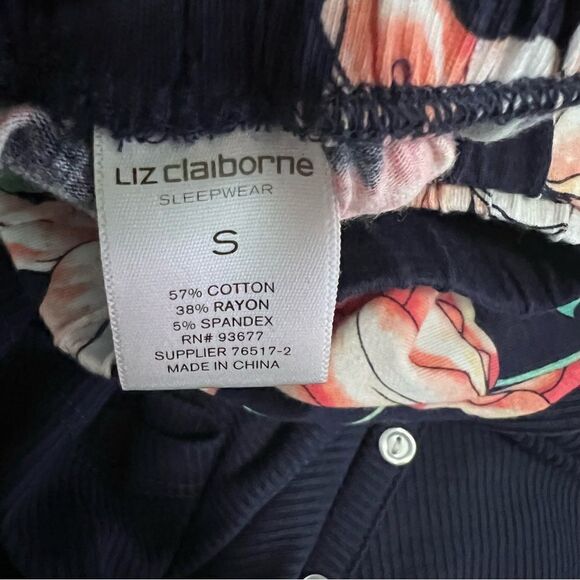 LIZ claiborne
SLEEPWEAR
S
57% COTTON
38% RAYON
5% SPANDEX
RN# 93677
SUPPLIER 76517-2
MADE IN CHINA